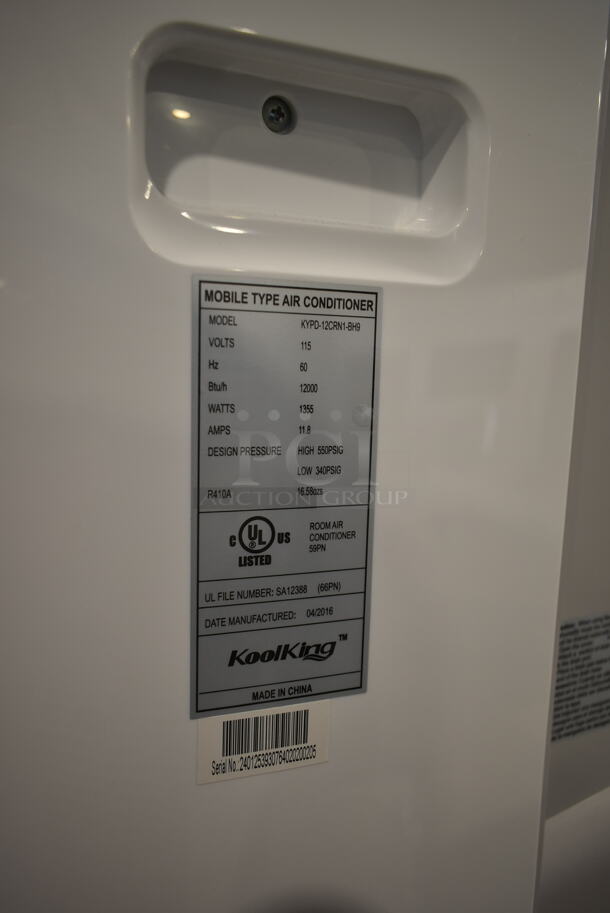 MOBILE TYPE AIR CONDITIONER
MODEL KYPD-12CRN1-BH9
VOLTS 115
Hz 60
Btu/h 12000
WATTS 1355
AMPS 11.8
DESIGN PRESSURE HIGH 550PSIG
LOW 340PSIG
R410A 16.58ozs
PCI
AUCTION GROUP
C UL US
LISTED
ROOM AIR
CONDITIONER
59PN
UL FILE NUMBER: SA12388 (66PN)
DATE MANUFACTURED: 04/2016
KoolKing™
MADE IN CHINA
Serial No.: 2401253930764020200205